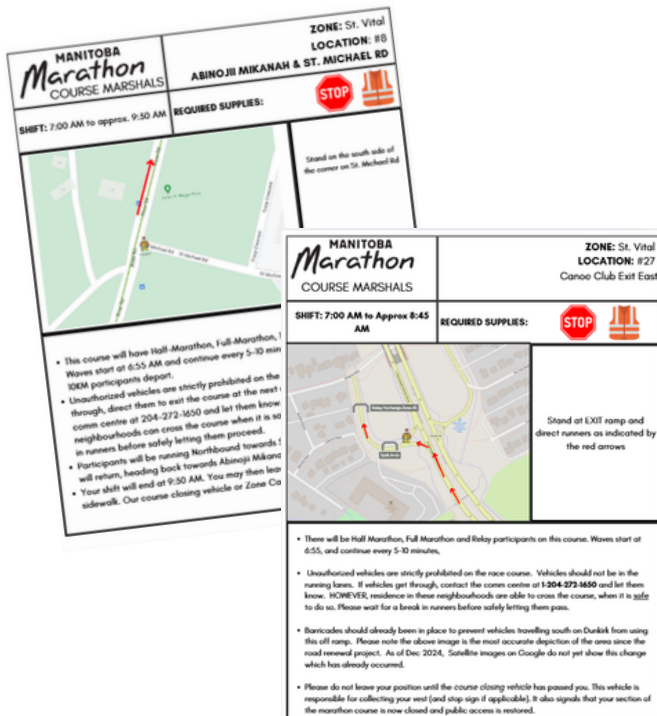 MANITOBA
Marathon
COURSE MARSHALS
ZONE: St. Vital
LOCATION: #8
ABINOJII MIKANAH & ST. MICHAEL RD
SHIFT: 7:00 AM to approx. 9:30 AM
REQUIRED SUPPLIES:
STOP
Stand on the south side of
the corner on St. Michael Rd
• This course will have Half-Marathon, Full-Marathon,
Waves start at 6:55 AM and continue every 5-10
10KM participants depart.
• Unauthorized vehicles are strictly prohibited on the
through, direct them to exit the course at the next
comm centre at 204-272-1650 and let them know.
neighbourhoods can cross the course when it is
in runners before safely letting them proceed.
• Participants will be running Northbound towards
will return, heading back towards Abinojii
• Your shift will end at 9:30 AM. You may then
sidewalk. Our course closing vehicle or Zone
MANITOBA
Marathon
COURSE MARSHALS
ZONE: St. Vital
LOCATION: #27
Canoe Club Exit East
SHIFT: 7:00 AM to Approx 8:45
AM
REQUIRED SUPPLIES:
STOP
Stand at EXIT ramp and
direct runners as indicated by
the red arrows
• There will be Half Marathon, Full Marathon and Relay participants on this course. Waves start at
6:55, and continue every 5-10 minutes,
• Unauthorized vehicles are strictly prohibited on the race course. Vehicles should not be in the
running lanes. If vehicles get through, contact the comm centre at 1-204-272-1650 and let them
know. HOWEVER, residence in these neighbourhoods are able to cross the course, when it is safe
to do so. Please wait for a break in runners before safely letting them pass.
• Barricades should already been in place to prevent vehicles travelling south on Dunkirk from using
this off ramp. Please note the above image is the most accurate depiction of the area since the
road renewal project. As of Dec 2024, Satellite images on Google do not yet show this change
which has already occurred.
• Please do not leave your position until the course closing vehicle has passed you. This vehicle is
responsible for collecting your vest (and stop sign if applicable). It also signals that your section of
the marathon course is now closed and public access is restored.